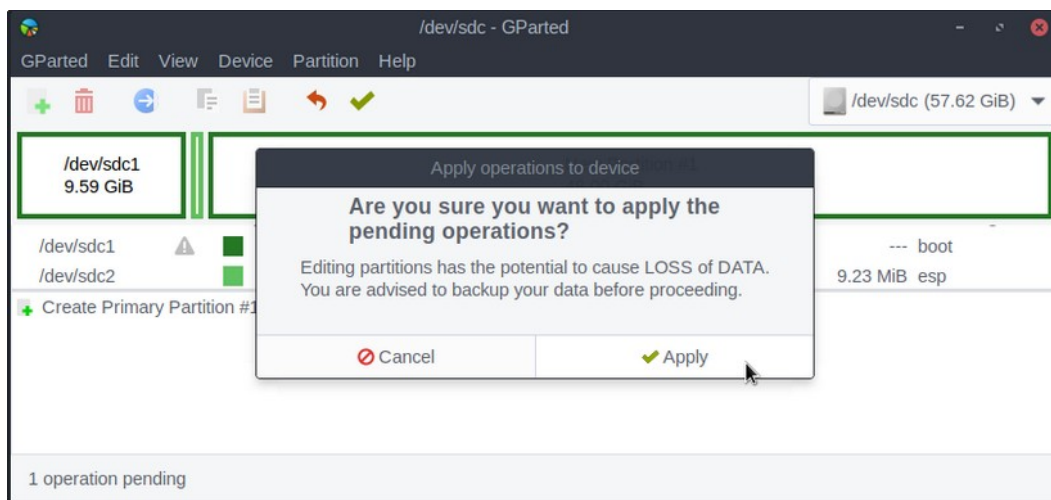 /dev/sdc - GParted
GParted Edit View Device Partition Help
/dev/sdc (57.62 GiB)
/dev/sdc1
9.59 GiB
Apply operations to device
Are you sure you want to apply the
pending operations?
Editing partitions has the potential to cause LOSS of DATA.
You are advised to backup your data before proceeding.
Cancel Apply
/dev/sdc1 --- boot
/dev/sdc2 9.23 MiB esp
Create Primary Partition #1
1 operation pending